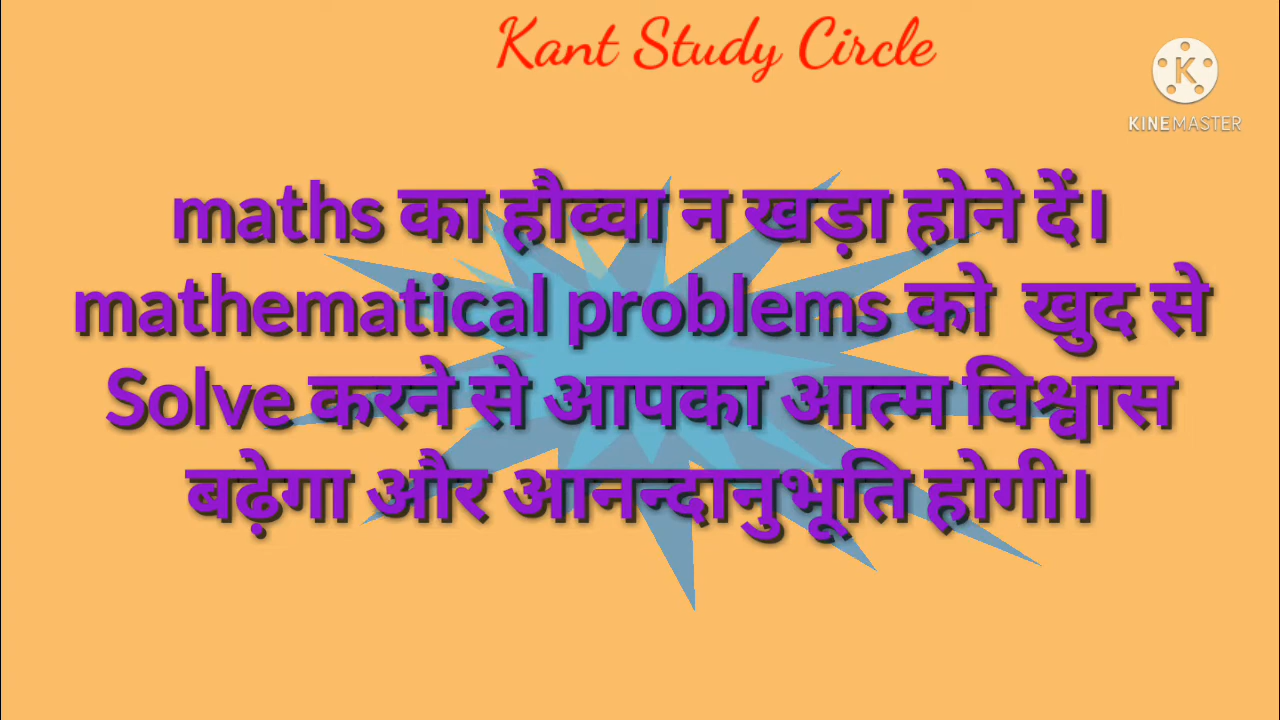 Kant Study Circle
K
KINEMASTER
maths का हौव्वा न खड़ा होने दें।
mathematical problems को खुद से
Solve करने से आपका आत्म विश्वास
बढ़ेगा और आनन्दानुभूति होगी।